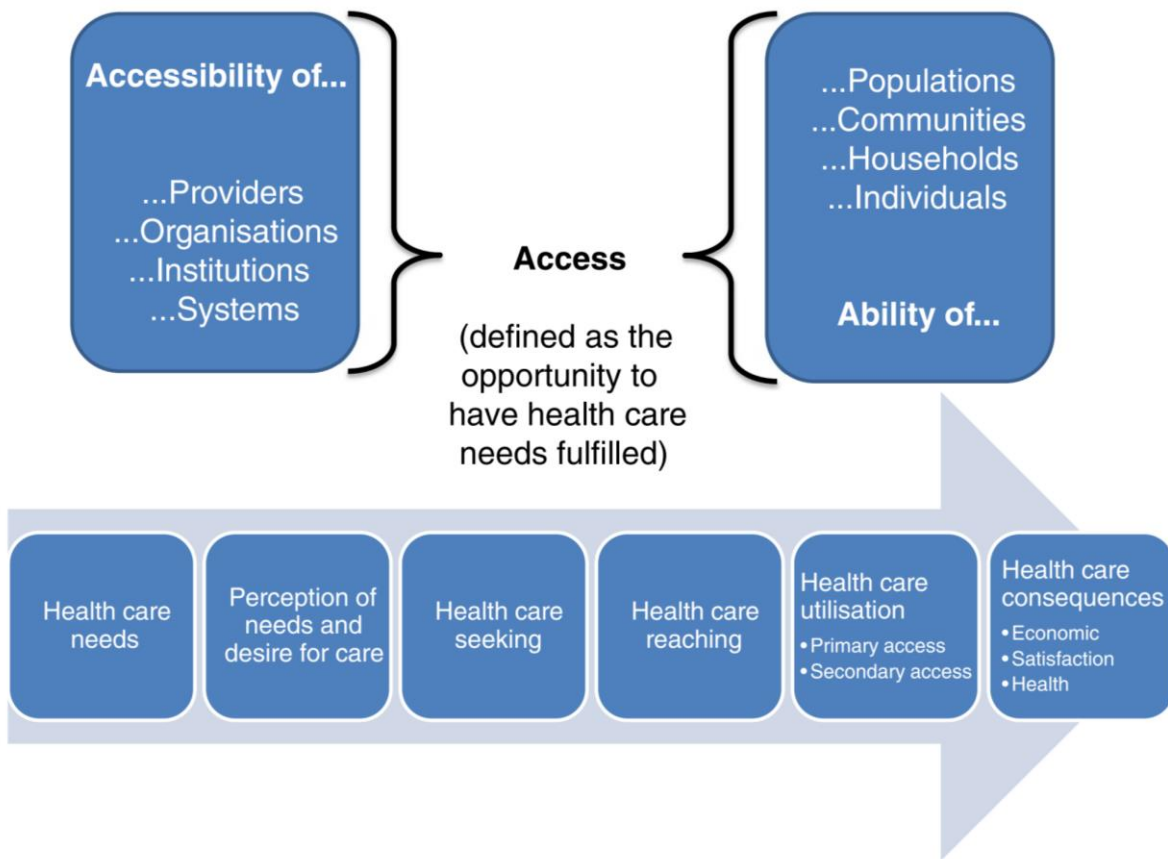 Accessibility of...
...Providers
...Organisations
...Institutions
...Systems
Access
(defined as the
opportunity to
have health care
needs fulfilled)
...Populations
...Communities
...Households
...Individuals
Ability of...
Health care
needs
Perception of
needs and
desire for care
Health care
seeking
Health care
reaching
Health care
utilisation
•Primary access
•Secondary access
Health care
consequences
•Economic
•Satisfaction
•Health